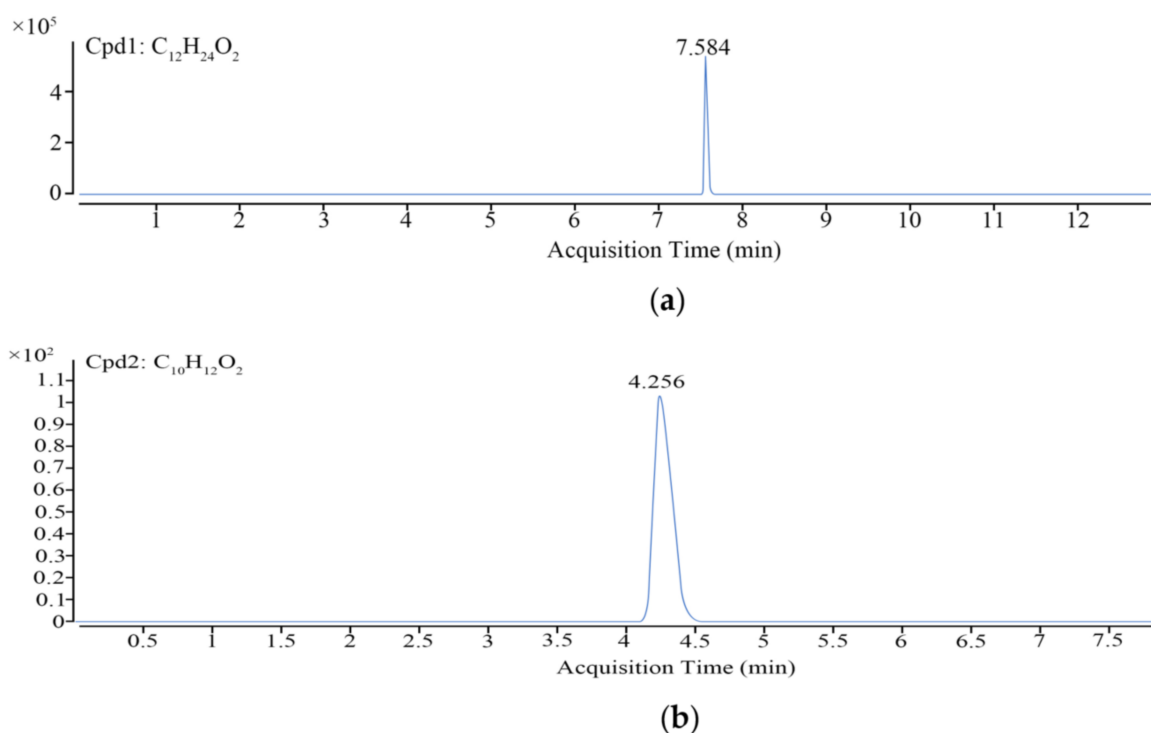 ×10⁵
Cpd1: C₁₂H₂₄O₂
7.584
4
2
0
1 2 3 4 5 6 7 8 9 10 11 12
Acquisition Time (min)
(a)
×10²
Cpd2: C₁₀H₁₂O₂
4.256
1.1
1
0.9
0.8
0.7
0.6
0.5
0.4
0.3
0.2
0.1
0
0.5 1 1.5 2 2.5 3 3.5 4 4.5 5 5.5 6 6.5 7 7.5
Acquisition Time (min)
(b)